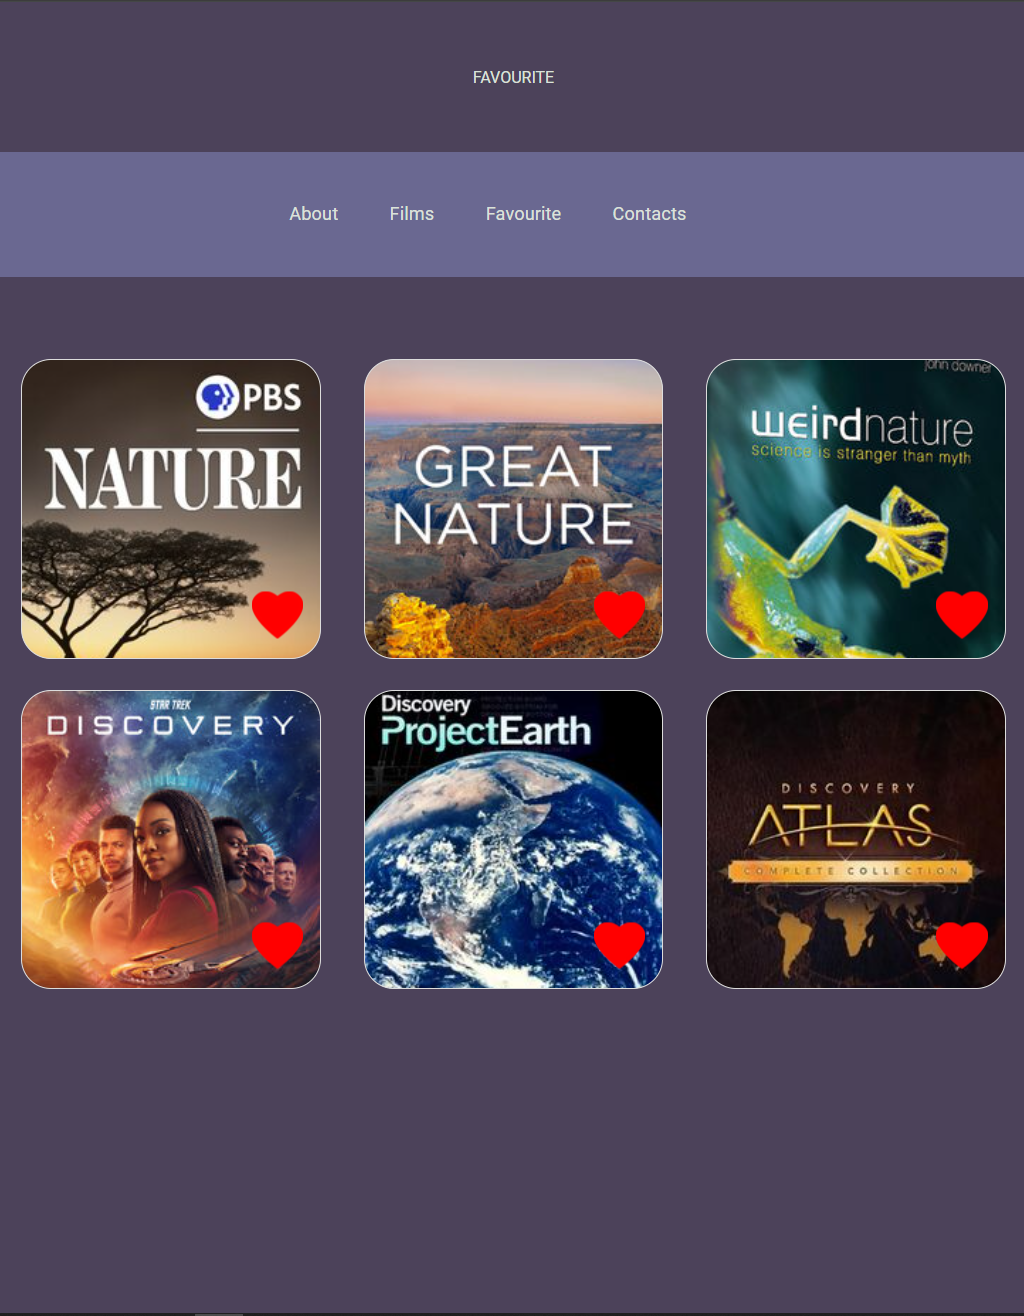 FAVOURITE
About Films Favourite Contacts
PBS
NATURE
GREAT
NATURE
john downer
weirdnature
science is stranger than myth
STAR TREK
DISCOVERY
Discovery
ProjectEarth
DISCOVERY
ATLAS
COMPLETE COLLECTION